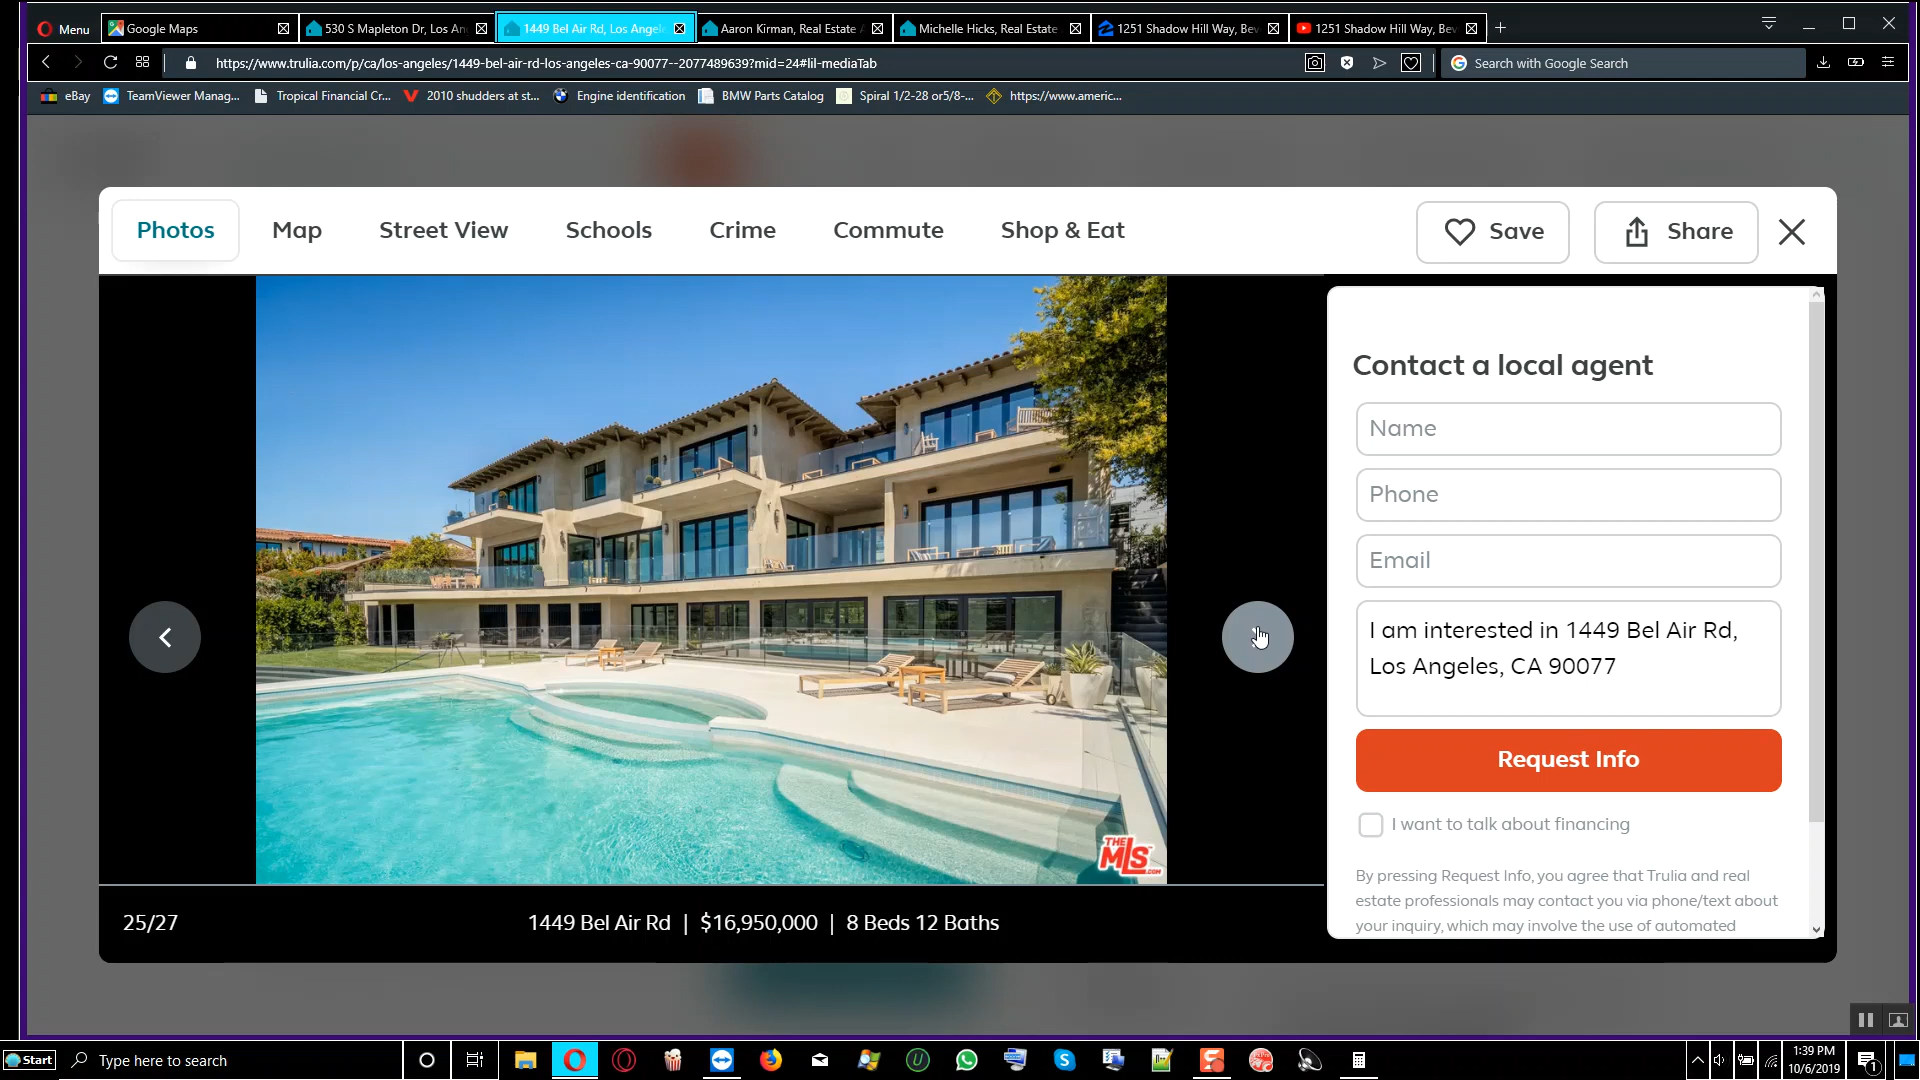 Menu
Google Maps
530 S Mapleton Dr, Los An
1449 Bel Air Rd, Los Angele
Aaron Kirman, Real Estate A
Michelle Hicks, Real Estate
1251 Shadow Hill Way, Bev
1251 Shadow Hill Way, Bev
https://www.trulia.com/p/ca/los-angeles/1449-bel-air-rd-los-angeles-ca-90077--2077489639?mid=24#lil-mediaTab
Search with Google Search
eBay
TeamViewer Manag...
Tropical Financial Cr...
2010 shudders at st...
Engine identification
BMW Parts Catalog
Spiral 1/2-28 or5/8-...
https://www.americ...
Photos
Map
Street View
Schools
Crime
Commute
Shop & Eat
Save
Share
Contact a local agent
Name
Phone
Email
I am interested in 1449 Bel Air Rd,
Los Angeles, CA 90077
Request Info
I want to talk about financing
By pressing Request Info, you agree that Trulia and real
estate professionals may contact you via phone/text about
your inquiry, which may involve the use of automated
THE
MLS
.COM
25/27
1449 Bel Air Rd | $16,950,000 | 8 Beds 12 Baths
Start
Type here to search
1:39 PM
10/6/2019
1